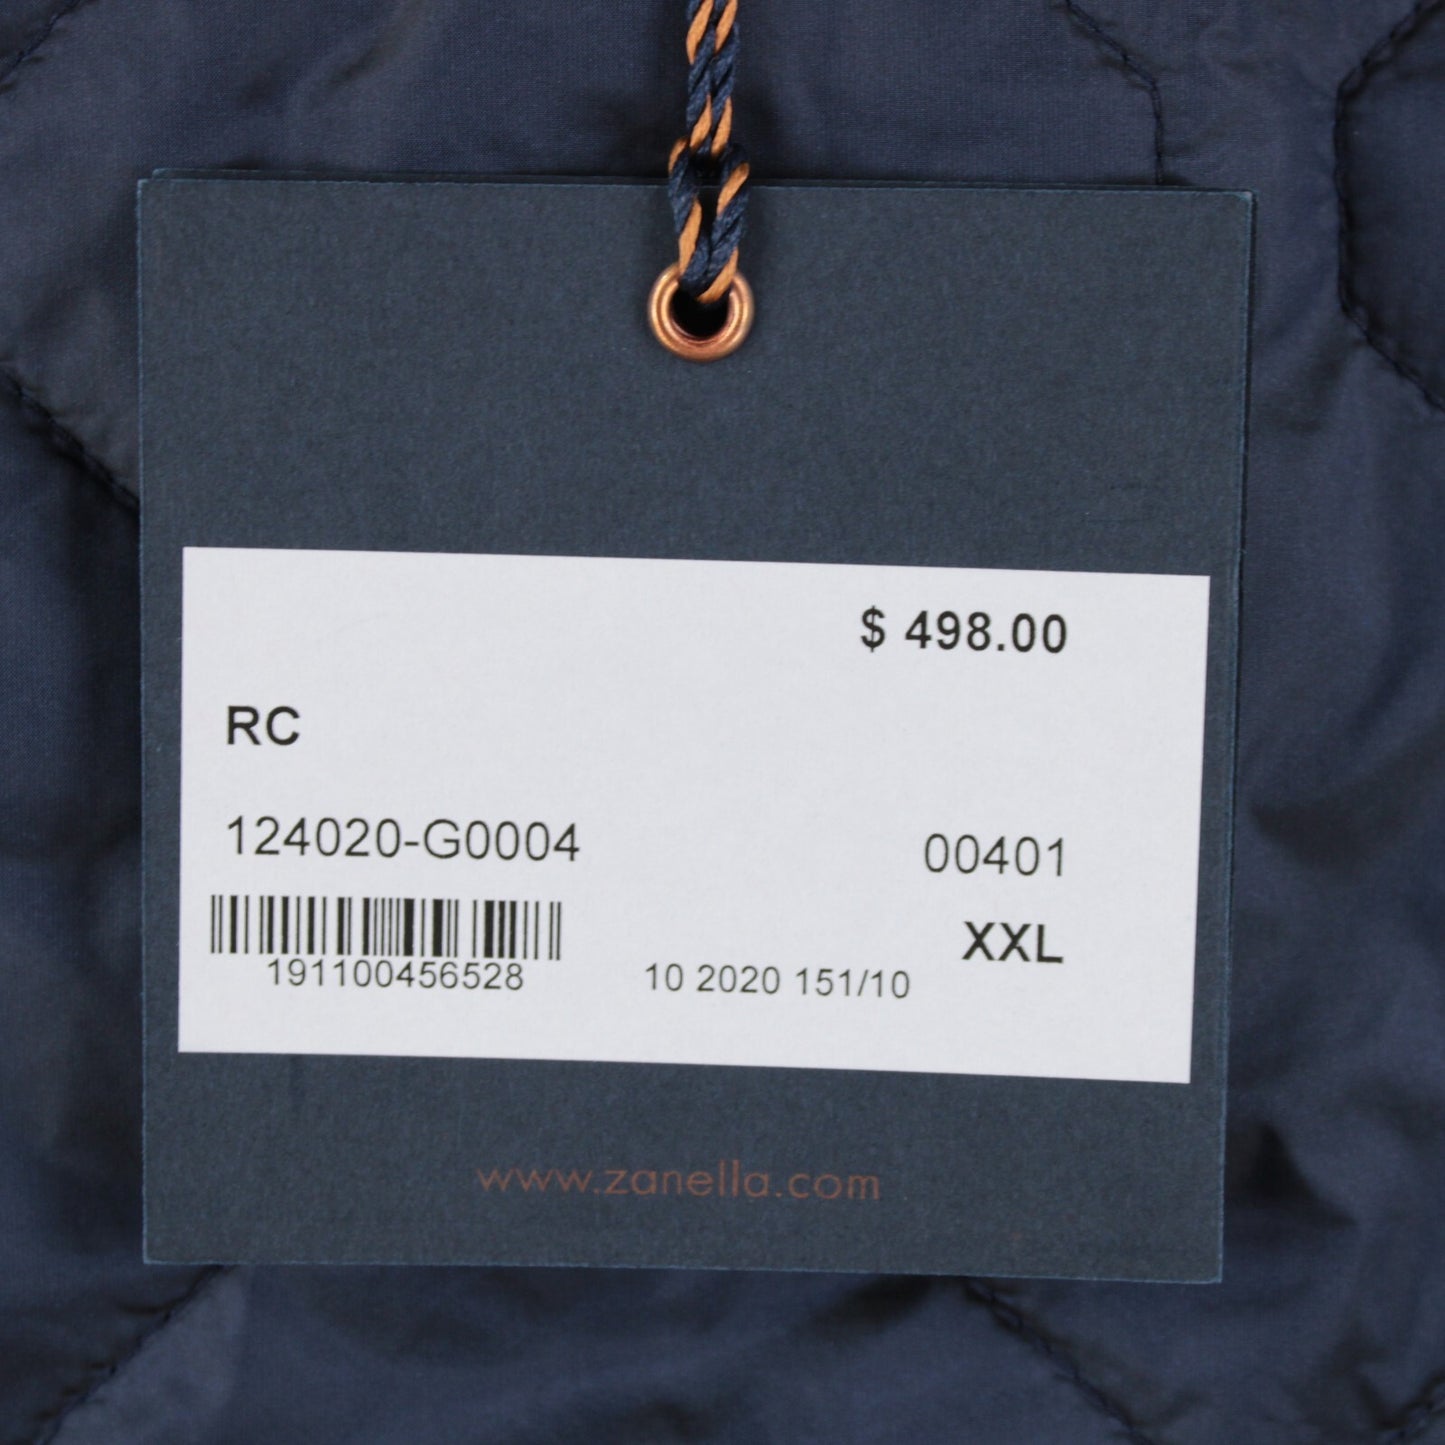 $ 498.00
RC
124020-G0004 00401
XXL
191100456528 10 2020 151/10
www.zanella.com